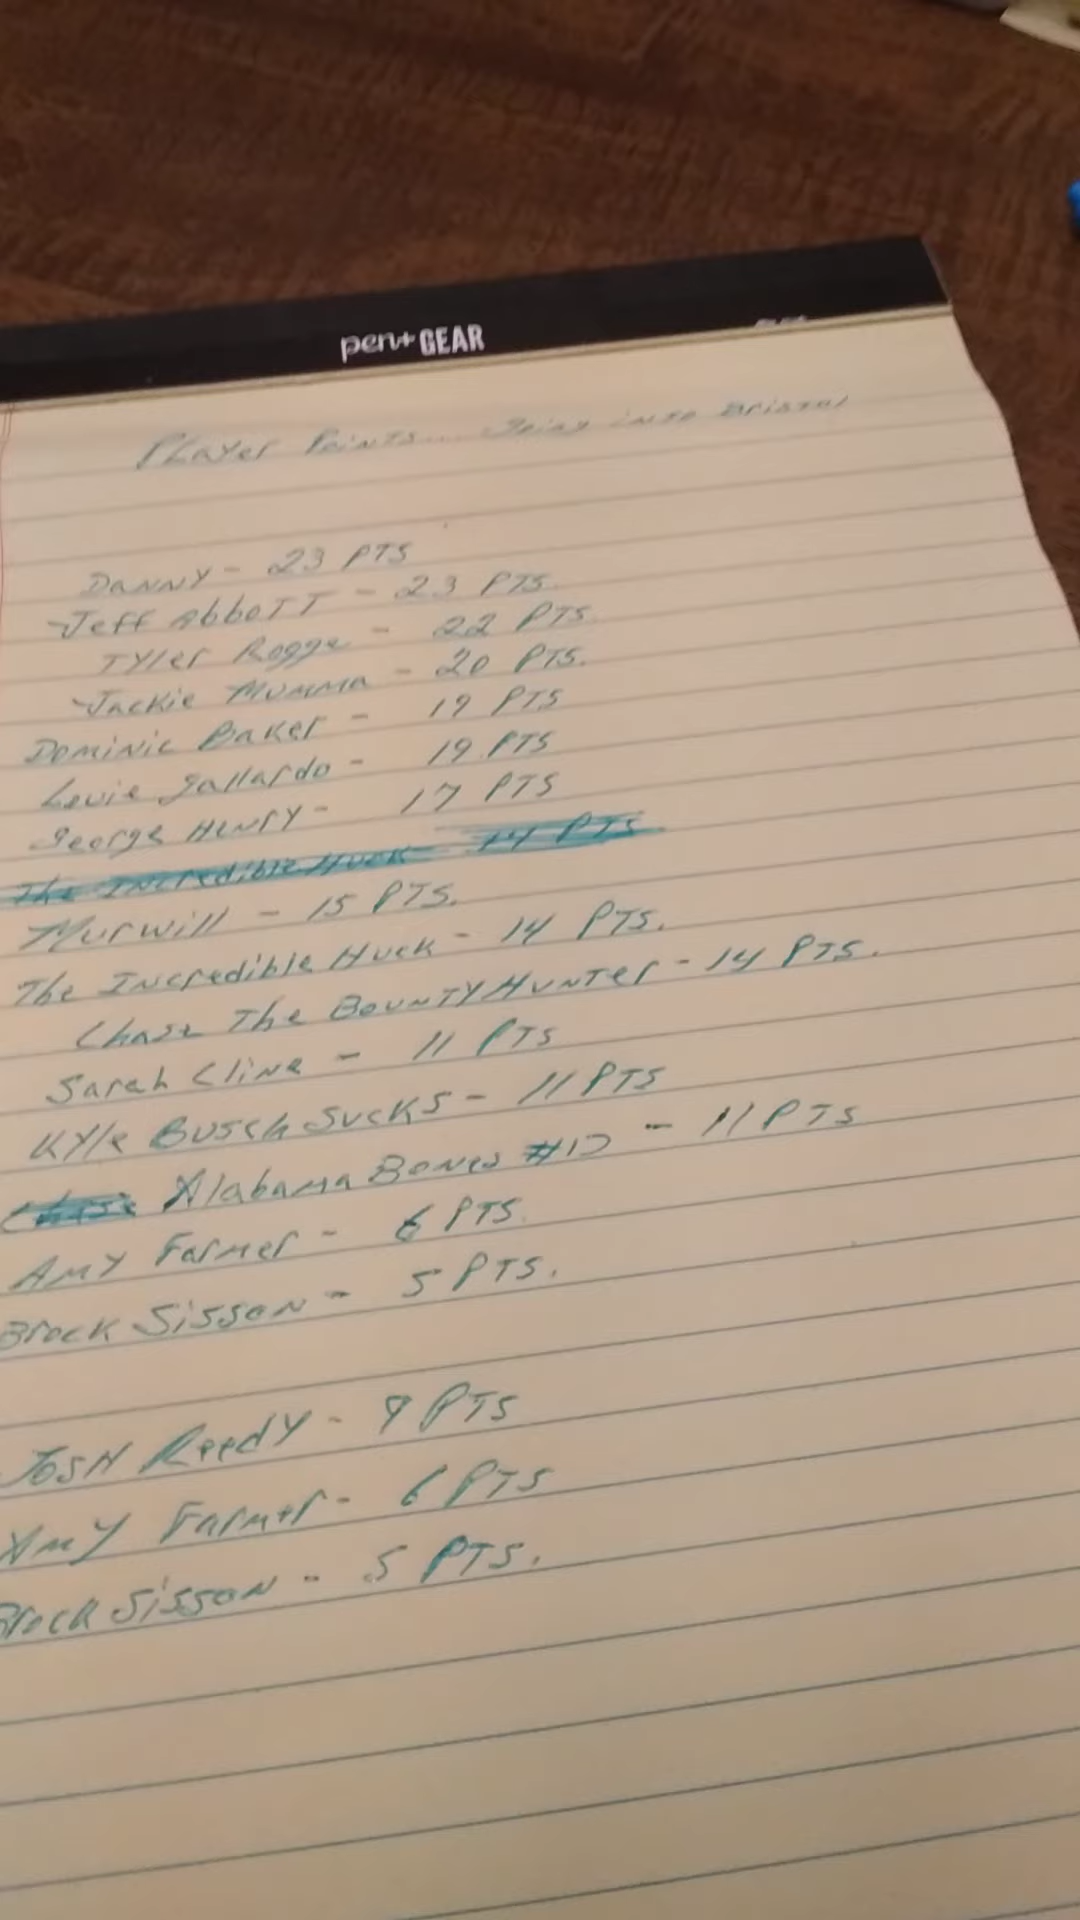 pen+GEAR
Player Points... Going into Bristol
Danny - 23 PTS
Jeff Abbott - 23 PTS.
Tyler Rogge - 22 PTS.
Jackie Mumma - 20 PTS.
Dominic Baker - 19 PTS
Louie Gallardo - 19 PTS
George Henry - 17 PTS
The Incredible Huck 14 PTS
Murwill - 15 PTS.
The Incredible Huck - 14 PTS.
Chase The Bounty Hunter - 14 PTS.
Sarah Cline - 11 PTS
Kyle Busch Sucks - 11 PTS
Alabama Bones #17 - 11 PTS
Amy Farmer - 6 PTS.
Brock Sisson - 5 PTS.
Josh Reedy - 9 PTS
Amy Farmer - 6 PTS
Brock Sisson - 5 PTS.